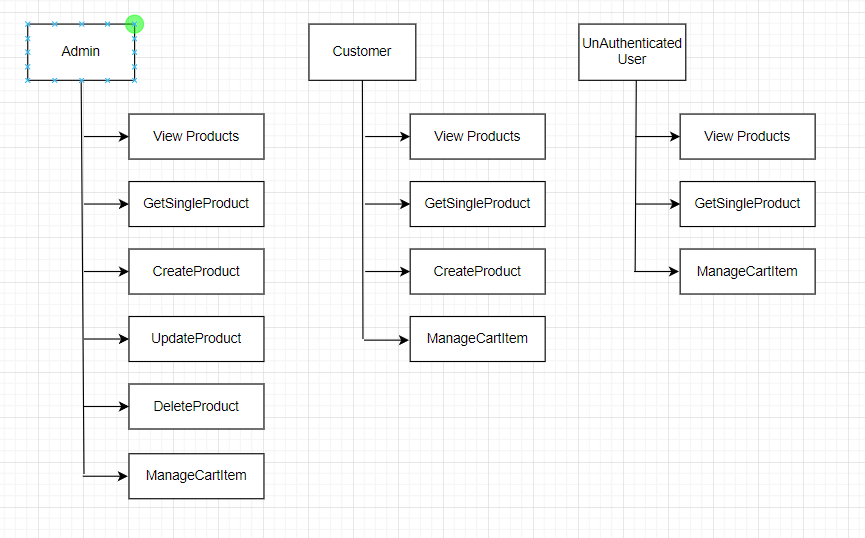 Admin
View Products
GetSingleProduct
CreateProduct
UpdateProduct
DeleteProduct
ManageCartItem
Customer
View Products
GetSingleProduct
CreateProduct
ManageCartItem
UnAuthenticated
User
View Products
GetSingleProduct
ManageCartItem